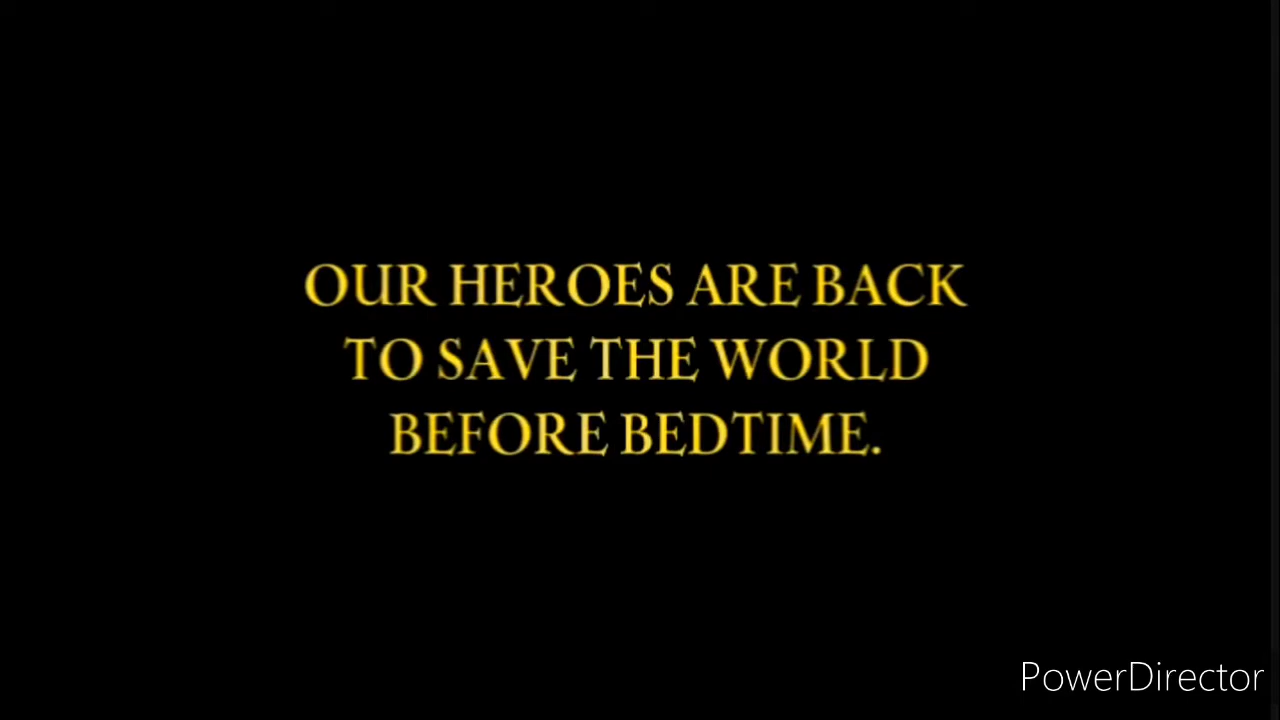 OUR HEROES ARE BACK
TO SAVE THE WORLD
BEFORE BEDTIME.
PowerDirector